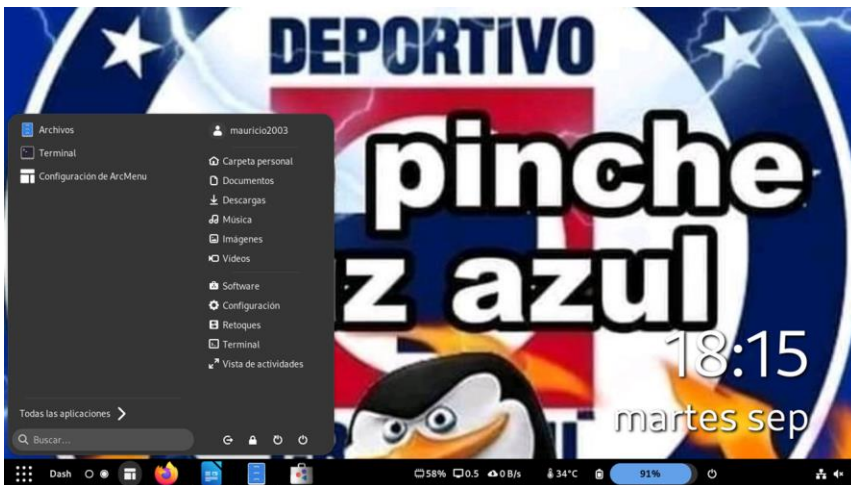 DEPORTIVO
pinche
z azul
Archivos
Terminal
Configuración de ArcMenu
Todas las aplicaciones
Buscar...
mauricio2003
Carpeta personal
Documentos
Descargas
Música
Imágenes
Videos
Software
Configuración
Retoques
Terminal
Vista de actividades
18:15
martes sep
Dash 58% 0.5 0 B/s 34°C 91%